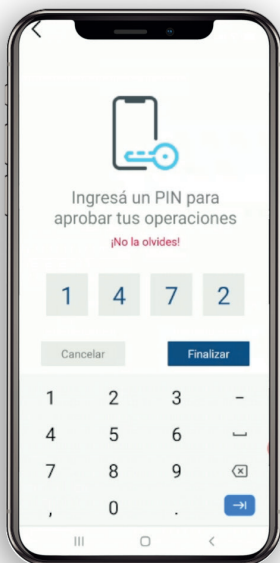 Ingresá un PIN para
aprobar tus operaciones
¡No la olvides!
1 4 7 2
Cancelar Finalizar
1 2 3 -
4 5 6
7 8 9
, 0 .